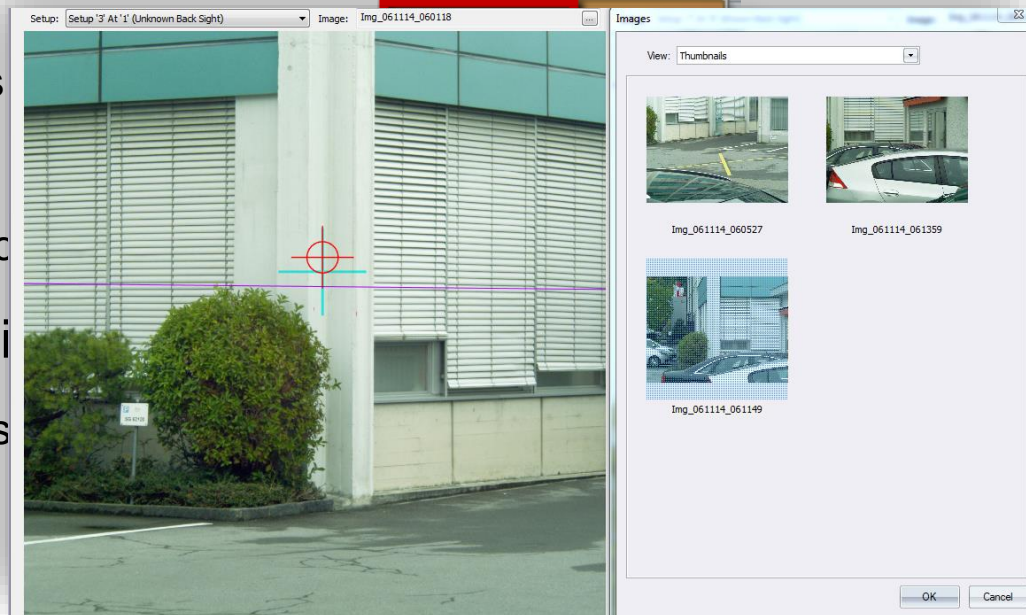 Setup: Setup '3' At '1' (Unknown Back Sight) Image: Img_061114_060118 ...
Images
View: Thumbnails
Img_061114_060527
Img_061114_061359
Img_061114_061149
OK
Cancel
s
i
s